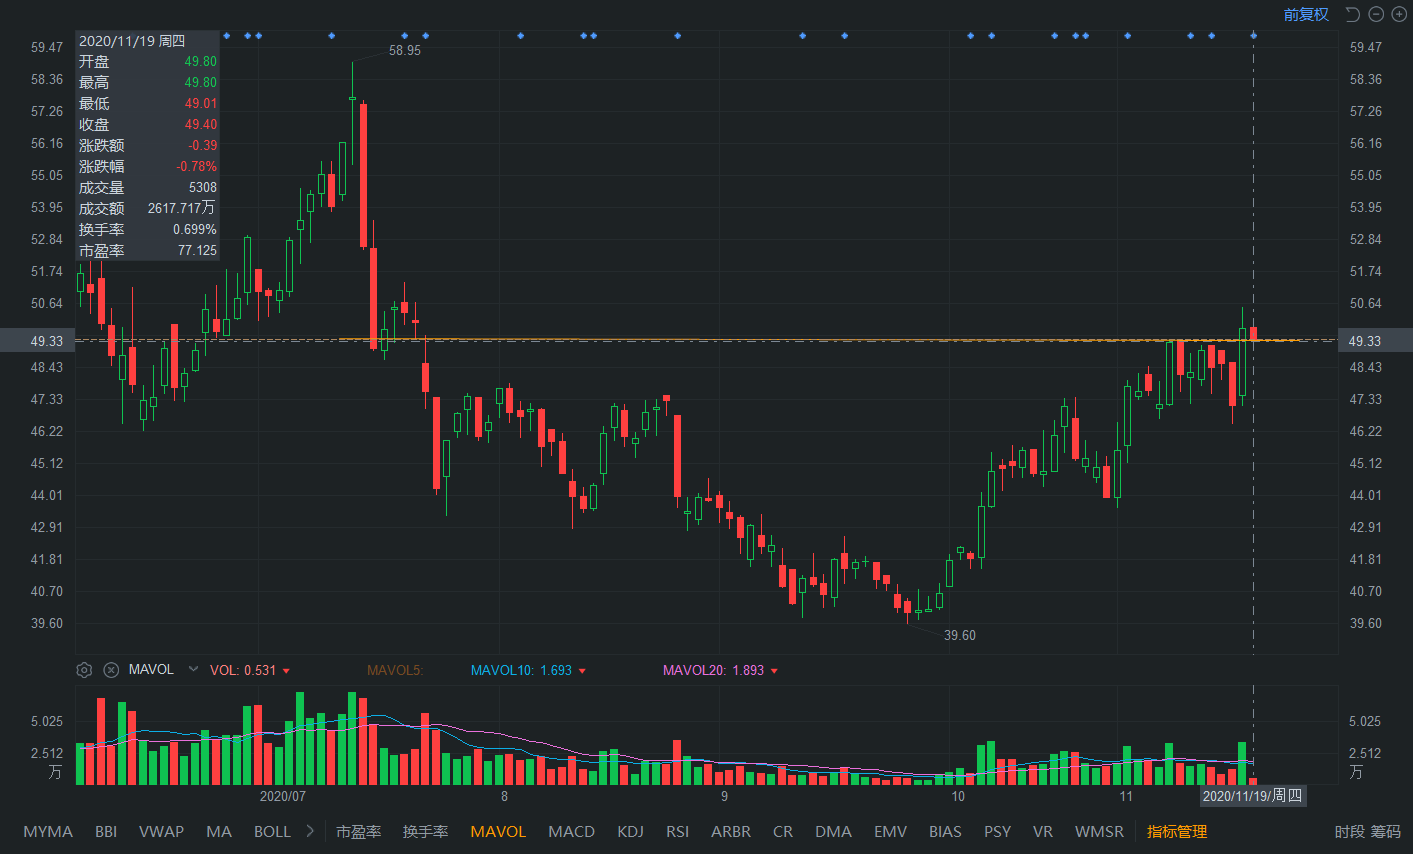 前复权
2020/11/19 周四
开盘 49.80
最高 49.80
最低 49.01
收盘 49.40
涨跌额 -0.39
涨跌幅 -0.78%
成交量 5308
成交额 2617.717万
换手率 0.699%
市盈率 77.125
58.95
59.47 59.47
58.36 58.36
57.26 57.26
56.16 56.16
55.05 55.05
53.95 53.95
52.84 52.84
51.74 51.74
50.64 50.64
49.33 49.33
48.43 48.43
47.33 47.33
46.22 46.22
45.12 45.12
44.01 44.01
42.91 42.91
41.81 41.81
40.70 40.70
39.60 39.60
39.60
MAVOL VOL: 0.531 MAVOL5: MAVOL10: 1.693 MAVOL20: 1.893
5.025 5.025
2.512 2.512
万 万
2020/07 8 9 10 11 2020/11/19/周四
MYMA BBI VWAP MA BOLL 市盈率 换手率 MAVOL MACD KDJ RSI ARBR CR DMA EMV BIAS PSY VR WMSR 指标管理 时段 筹码